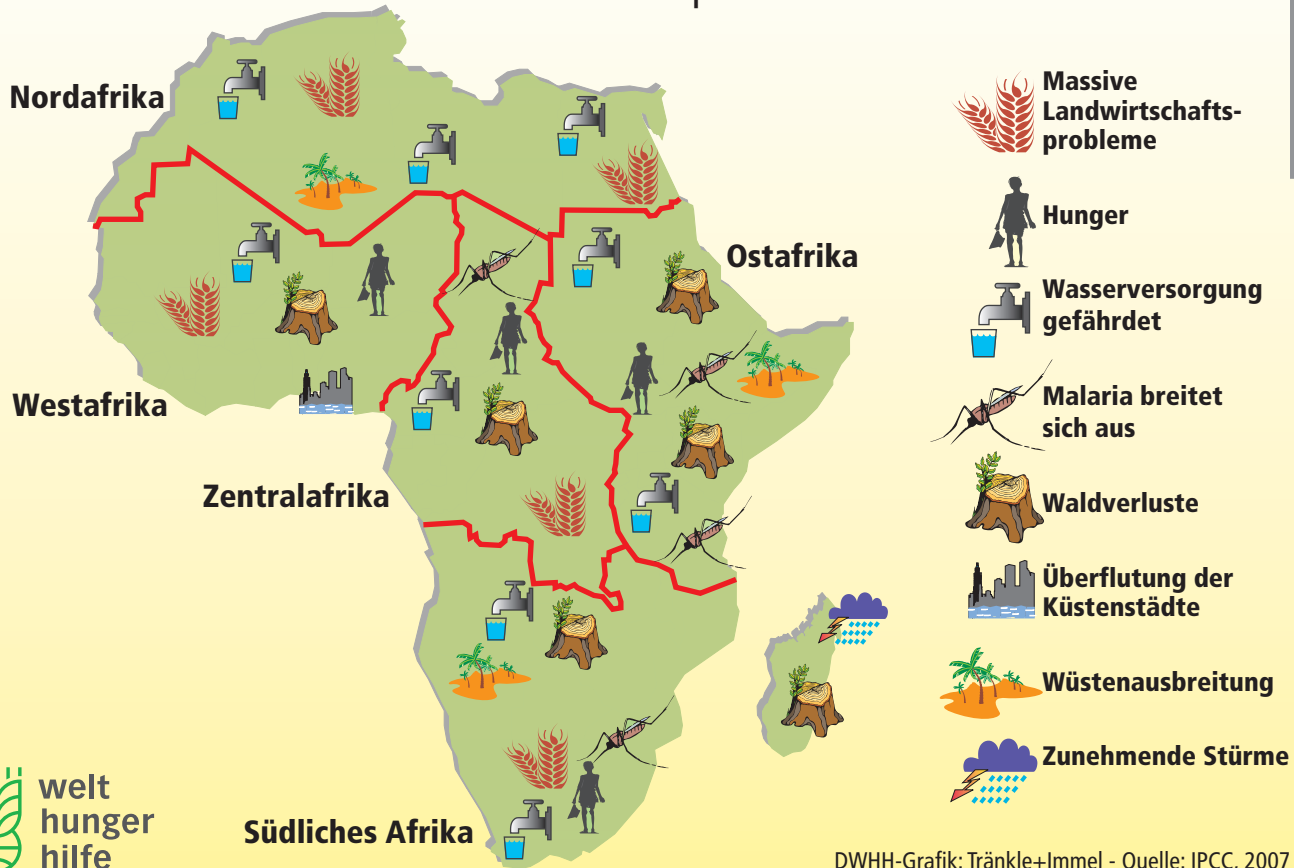 Nordafrika
Westafrika
Zentralafrika
Südliches Afrika
Ostafrika
Massive
Landwirtschafts-
probleme
Hunger
Wasserversorgung
gefährdet
Malaria breitet
sich aus
Waldverluste
Überflutung der
Küstenstädte
Wüstenausbreitung
Zunehmende Stürme
welt
hunger
hilfe
DWHH-Grafik: Tränkle+Immel - Quelle: IPCC, 2007